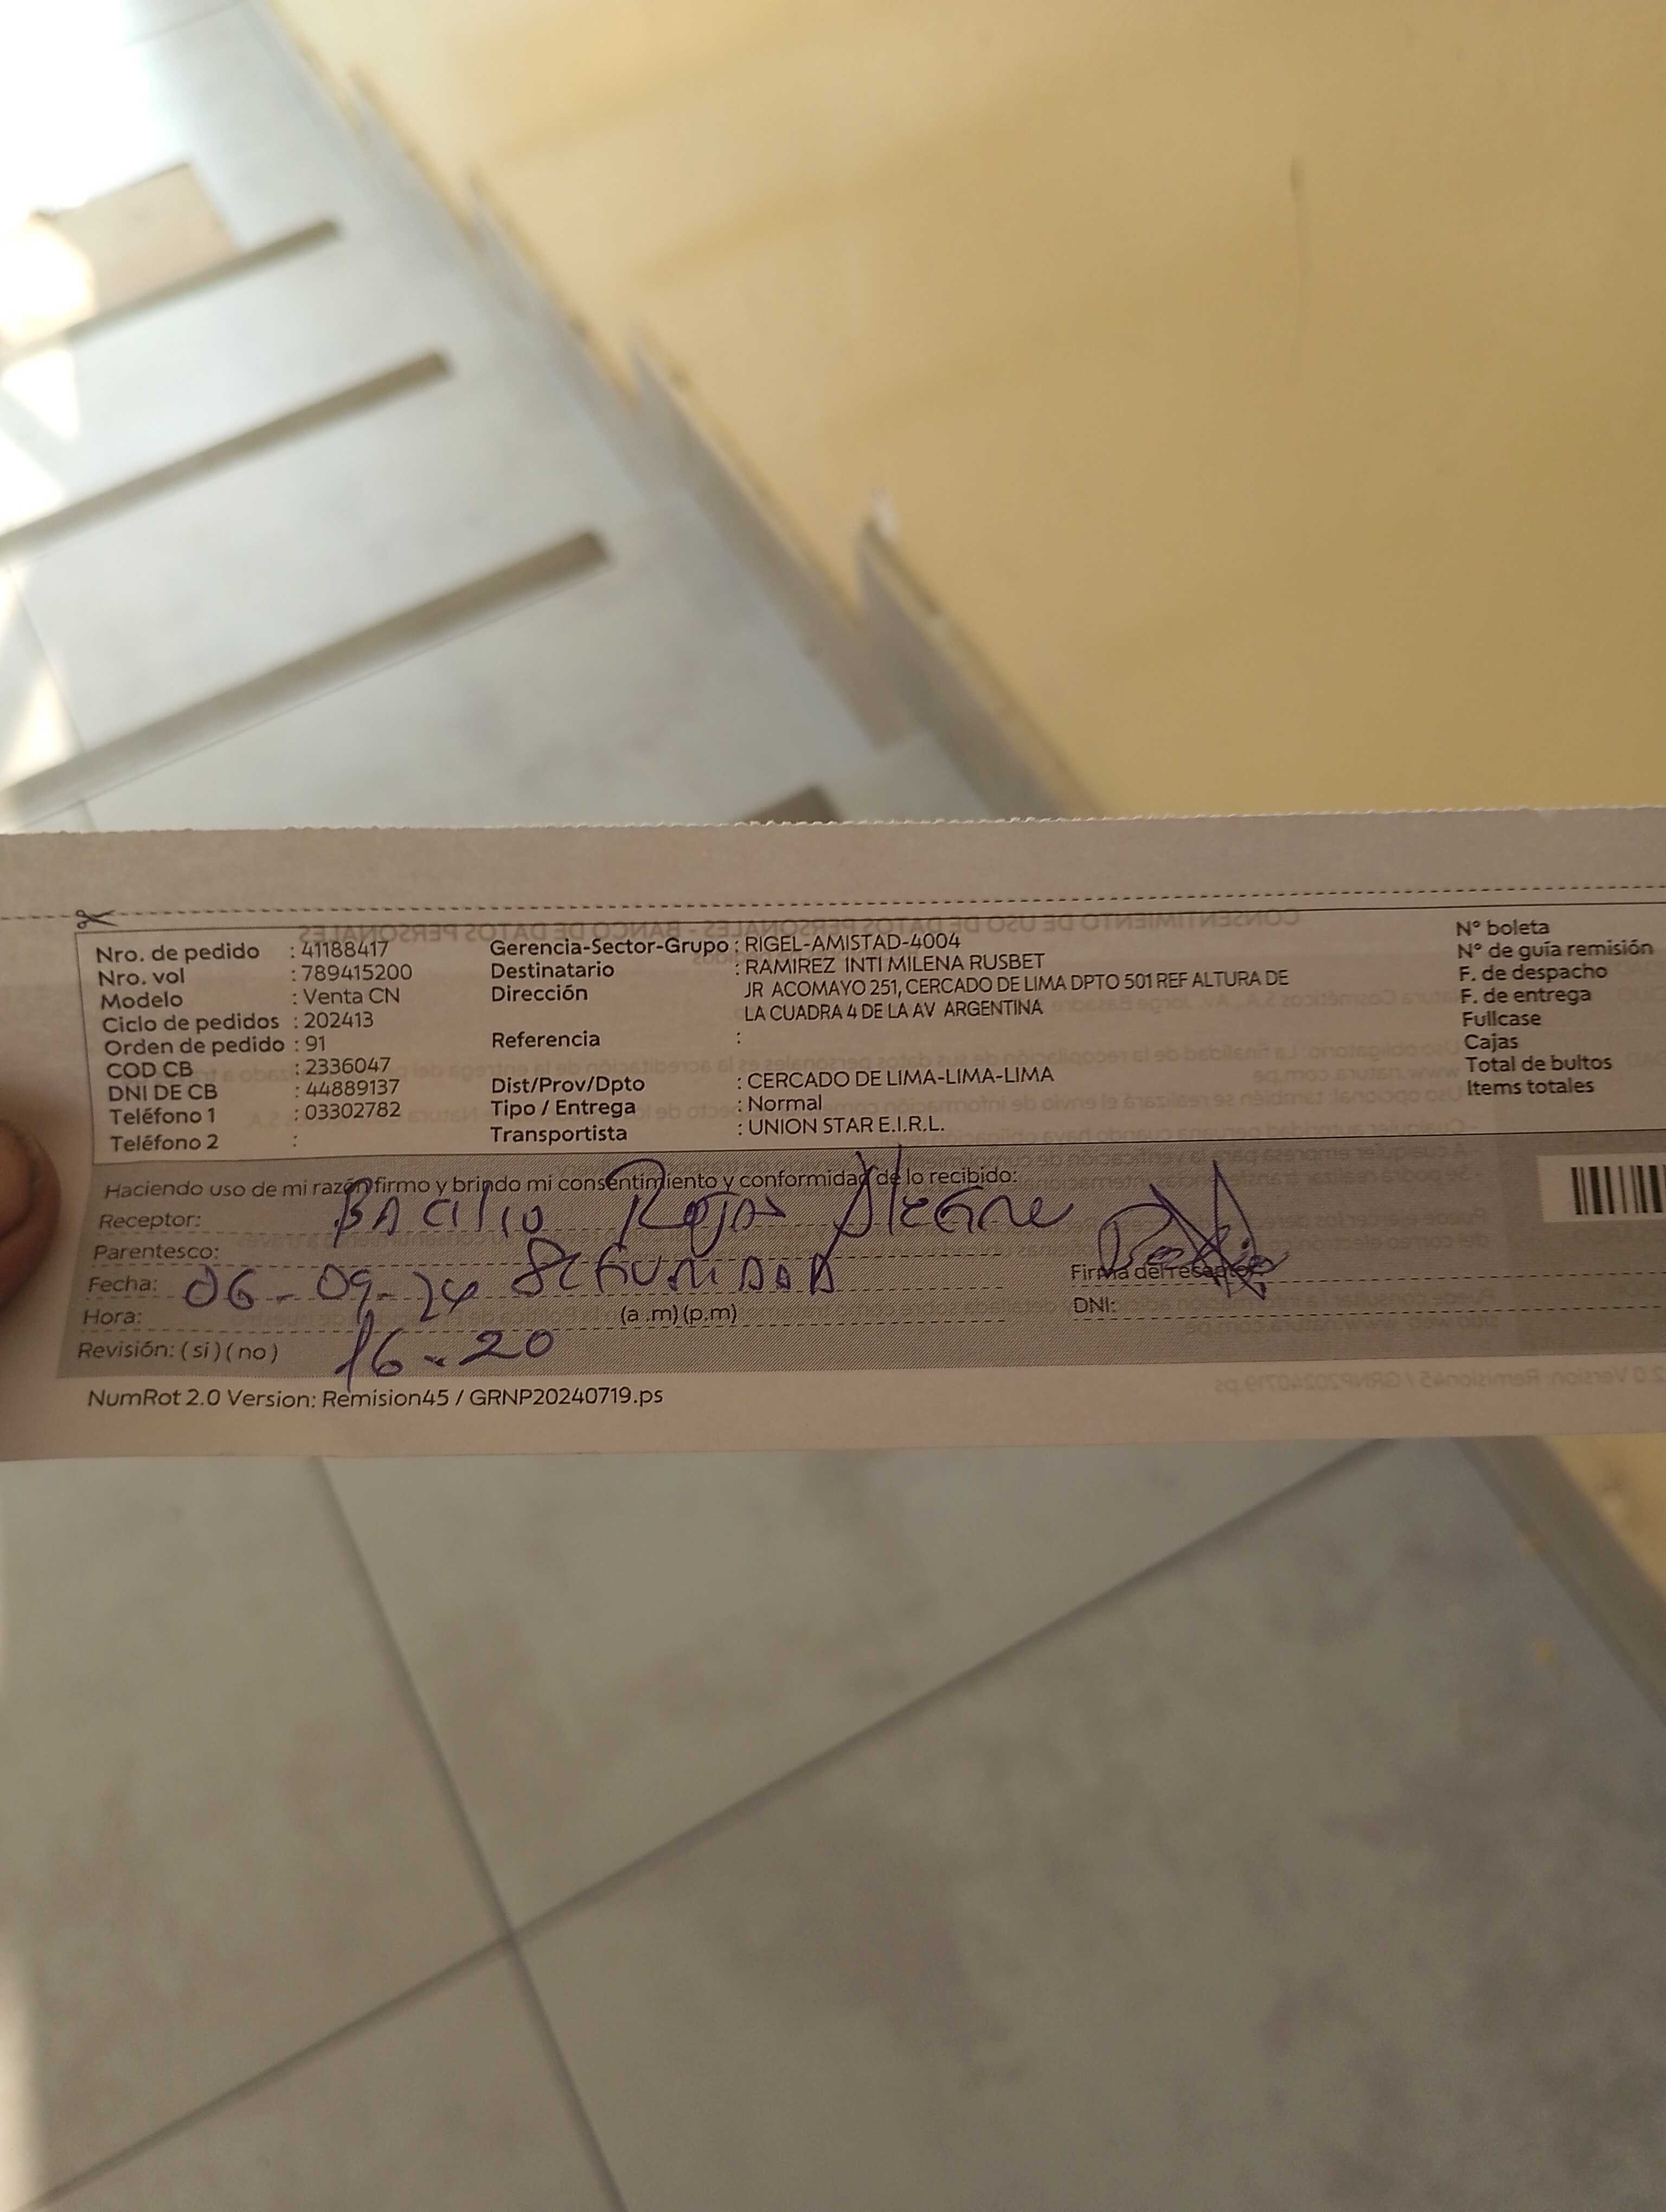 Nro. de pedido : 41188417
Nro. vol : 789415200
Modelo : Venta CN
Ciclo de pedidos : 202413
Orden de pedido : 91
COD CB : 2336047
DNI DE CB : 44889137
Teléfono 1 : 03302782
Teléfono 2 :
Gerencia-Sector-Grupo : RIGEL-AMISTAD-4004
Destinatario : RAMIREZ INTI MILENA RUSBET
Dirección JR ACOMAYO 251, CERCADO DE LIMA DPTO 501 REF ALTURA DE
LA CUADRA 4 DE LA AV ARGENTINA
Referencia :
Dist/Prov/Dpto : CERCADO DE LIMA-LIMA-LIMA
Tipo / Entrega : Normal
Transportista : UNION STAR E.I.R.L.
N° boleta
N° de guía remisión
F. de despacho
F. de entrega
Fullcase
Cajas
Total de bultos
Items totales
Haciendo uso de mi razón firmo y brindo mi consentimiento y conformidad de lo recibido:
Receptor: BACilio Rojas Alegre
Parentesco: SEGURIDAD
Fecha: 06-09-24
Hora: (a .m) (p.m)
16-20
Revisión: ( si ) ( no )
Firma del receptor
DNI:
NumRot 2.0 Version: Remision45 / GRNP20240719.ps